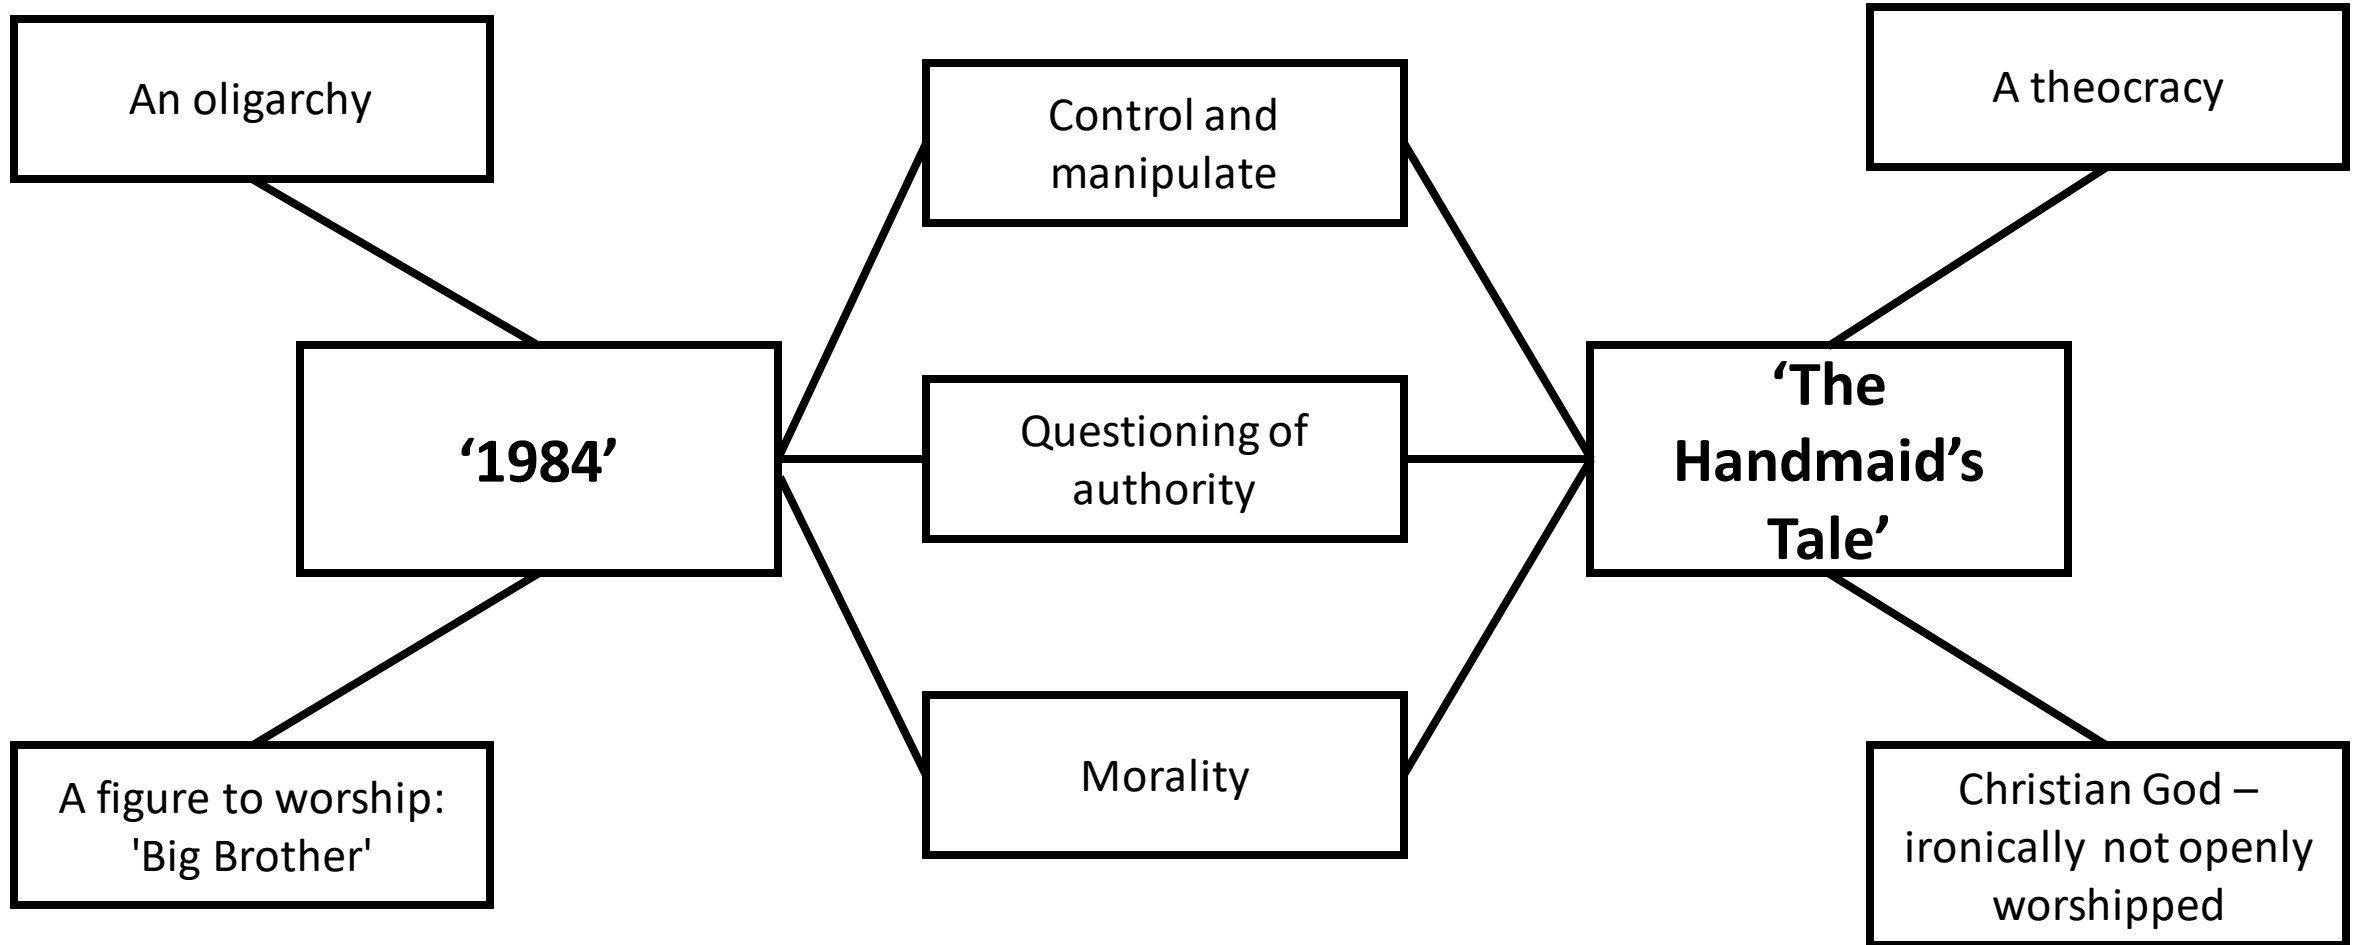 An oligarchy
Control and
manipulate
A theocracy
‘1984’
Questioning of
authority
‘The
Handmaid’s
Tale’
A figure to worship:
'Big Brother'
Morality
Christian God –
ironically not openly
worshipped